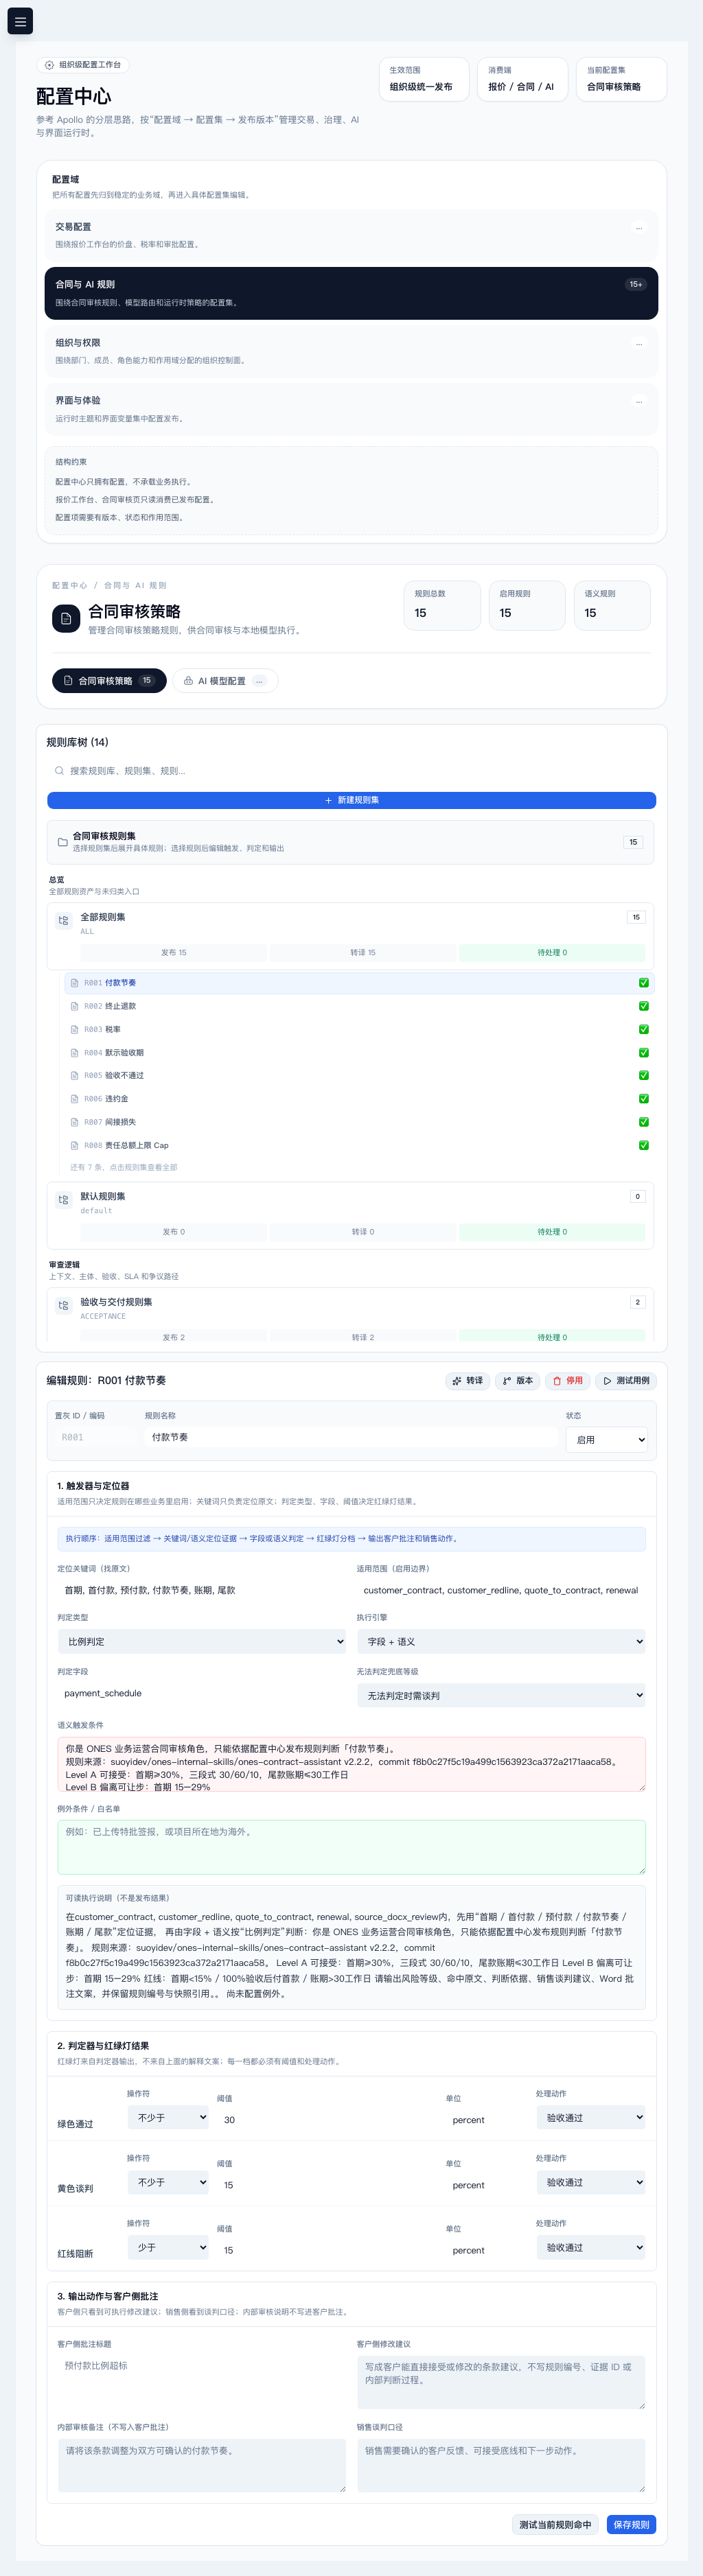 组织级配置工作台
配置中心
参考 Apollo 的分层思路，按“配置域 → 配置集 → 发布版本”管理交易、治理、AI
与界面运行时。
生效范围
组织级统一发布
消费端
报价 / 合同 / AI
当前配置集
合同审核策略
配置域
把所有配置先归到稳定的业务域，再进入具体配置集编辑。
交易配置
...
围绕报价工作台的价盘、税率和审批配置。
合同与 AI 规则
15+
围绕合同审核规则、模型路由和运行时策略的配置集。
组织与权限
...
围绕部门、成员、角色能力和作用域分配的组织控制面。
界面与体验
...
运行时主题和界面变量集中配置发布。
结构约束
配置中心只拥有配置，不承载业务执行。
报价工作台、合同审核页只读消费已发布配置。
配置项需要有版本、状态和作用范围。
配置中心 / 合同与 AI 规则
合同审核策略
管理合同审核策略规则，供合同审核与本地模型执行。
规则总数
15
启用规则
15
语义规则
15
合同审核策略 15
AI 模型配置 ...
规则库树 (14)
搜索规则库、规则集、规则...
+ 新建规则集
合同审核规则集
选择规则集后展开具体规则；选择规则后编辑触发、判定和输出
15
总览
全部规则资产与未归类入口
全部规则集
15
ALL
发布 15
转译 15
待处理 0
R001 付款节奏 ✅
R002 终止退款 ✅
R003 税率 ✅
R004 默示验收期 ✅
R005 验收不通过 ✅
R006 违约金 ✅
R007 间接损失 ✅
R008 责任总额上限 Cap ✅
还有 7 条，点击规则集查看全部
默认规则集
0
default
发布 0
转译 0
待处理 0
审查逻辑
上下文、主体、验收、SLA 和争议路径
验收与交付规则集
2
ACCEPTANCE
发布 2
转译 2
待处理 0
编辑规则：R001 付款节奏
转译
版本
停用
测试用例
置灰 ID / 编码
R001
规则名称
付款节奏
状态
启用
1. 触发器与定位器
适用范围只决定规则在哪些业务里启用；关键词只负责定位原文；判定类型、字段、阈值决定红绿灯结果。
执行顺序：适用范围过滤 → 关键词/语义定位证据 → 字段或语义判定 → 红绿灯分档 → 输出客户批注和销售动作。
定位关键词（找原文）
首期, 首付款, 预付款, 付款节奏, 账期, 尾款
适用范围（启用边界）
customer_contract, customer_redline, quote_to_contract, renewal
判定类型
比例判定
执行引擎
字段 + 语义
判定字段
payment_schedule
无法判定兜底等级
无法判定时需谈判
语义触发条件
你是 ONES 业务运营合同审核角色，只能依据配置中心发布规则判断「付款节奏」。
规则来源：suoyidev/ones-internal-skills/ones-contract-assistant v2.2.2，commit f8b0c27f5c19a499c1563923ca372a2171aaca58。
Level A 可接受：首期≥30%，三段式 30/60/10，尾款账期≤30工作日
Level B 偏离可让步：首期 15—29%
例外条件 / 白名单
例如：已上传特批签报，或项目所在地为海外。
可读执行说明（不是发布结果）
在customer_contract, customer_redline, quote_to_contract, renewal, source_docx_review内，先用“首期 / 首付款 / 预付款 / 付款节奏 /
账期 / 尾款”定位证据， 再由字段 + 语义按“比例判定”判断：你是 ONES 业务运营合同审核角色，只能依据配置中心发布规则判断「付款节
奏」。 规则来源：suoyidev/ones-internal-skills/ones-contract-assistant v2.2.2，commit
f8b0c27f5c19a499c1563923ca372a2171aaca58。 Level A 可接受：首期≥30%，三段式 30/60/10，尾款账期≤30工作日 Level B 偏离可让
步：首期 15—29% 红线：首期<15% / 100%验收后付首款 / 账期>30工作日 请输出风险等级、命中原文、判断依据、销售谈判建议、Word 批
注文案，并保留规则编号与快照引用。。 尚未配置例外。
2. 判定器与红绿灯结果
红绿灯来自判定器输出，不来自上面的解释文案；每一档都必须有阈值和处理动作。
绿色通过
操作符
不少于
阈值
30
单位
percent
处理动作
验收通过
黄色谈判
操作符
不少于
阈值
15
单位
percent
处理动作
验收通过
红线阻断
操作符
少于
阈值
15
单位
percent
处理动作
验收通过
3. 输出动作与客户侧批注
客户侧只看到可执行修改建议；销售侧看到谈判口径；内部审核说明不写进客户批注。
客户侧批注标题
预付款比例超标
客户侧修改建议
写成客户能直接接受或修改的条款建议，不写规则编号、证据 ID 或
内部判断过程。
内部审核备注（不写入客户批注）
请将该条款调整为双方可确认的付款节奏。
销售谈判口径
销售需要确认的客户反馈、可接受底线和下一步动作。
测试当前规则命中
保存规则